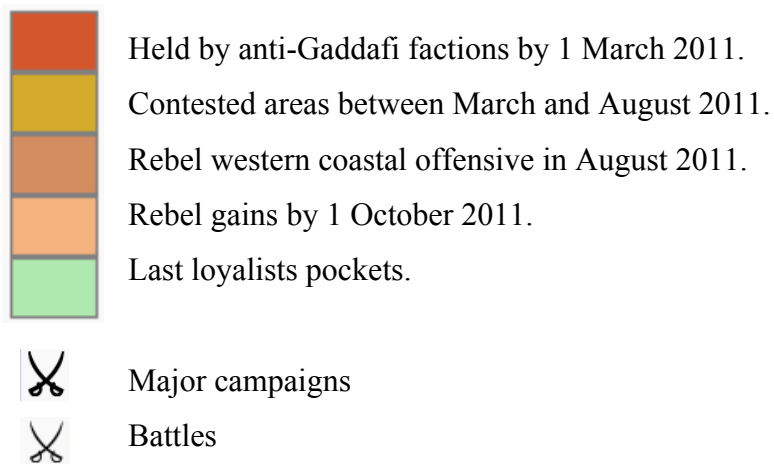 Held by anti-Gaddafi factions by 1 March 2011.
Contested areas between March and August 2011.
Rebel western coastal offensive in August 2011.
Rebel gains by 1 October 2011.
Last loyalists pockets.
Major campaigns
Battles